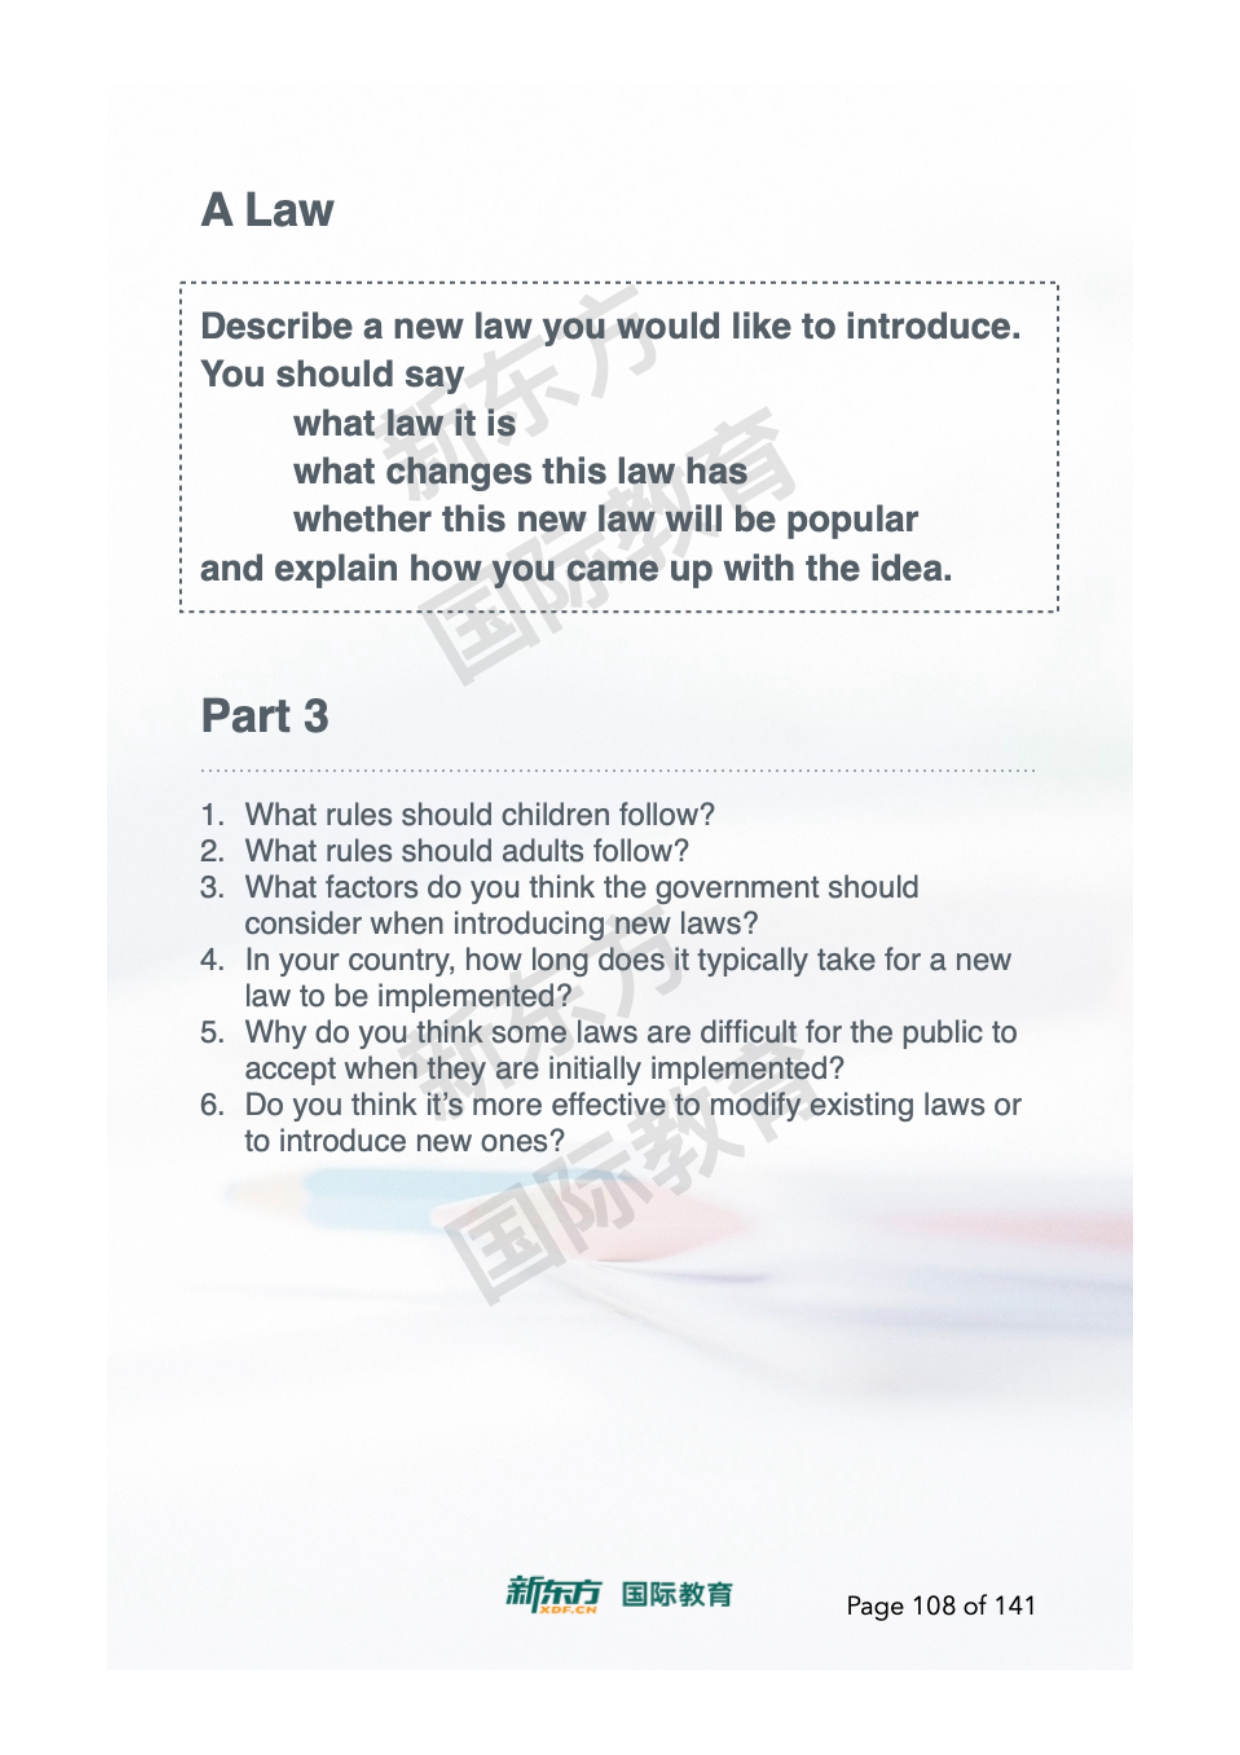 A Law
Describe a new law you would like to introduce.
You should say
what law it is
what changes this law has
whether this new law will be popular
and explain how you came up with the idea.
新东方
国际教育
Part 3
1. What rules should children follow?
2. What rules should adults follow?
3. What factors do you think the government should
consider when introducing new laws?
4. In your country, how long does it typically take for a new
law to be implemented?
5. Why do you think some laws are difficult for the public to
accept when they are initially implemented?
6. Do you think it's more effective to modify existing laws or
to introduce new ones?
新东方
国际教育
新东方 XDF.CN 国际教育
Page 108 of 141